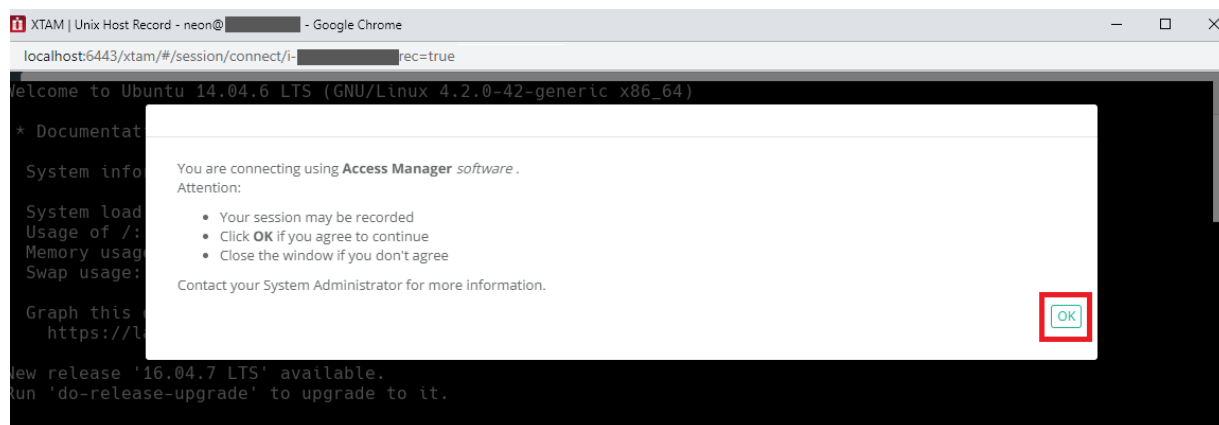 XTAM | Unix Host Record - neon@ - Google Chrome
localhost:6443/xtam/#/session/connect/i- rec=true
Welcome to Ubuntu 14.04.6 LTS (GNU/Linux 4.2.0-42-generic x86_64)
* Documentat
System info
System load
Usage of /:
Memory usag
Swap usage:
Graph this
https://la
You are connecting using Access Manager software .
Attention:
• Your session may be recorded
• Click OK if you agree to continue
• Close the window if you don't agree
Contact your System Administrator for more information.
OK
New release '16.04.7 LTS' available.
Run 'do-release-upgrade' to upgrade to it.